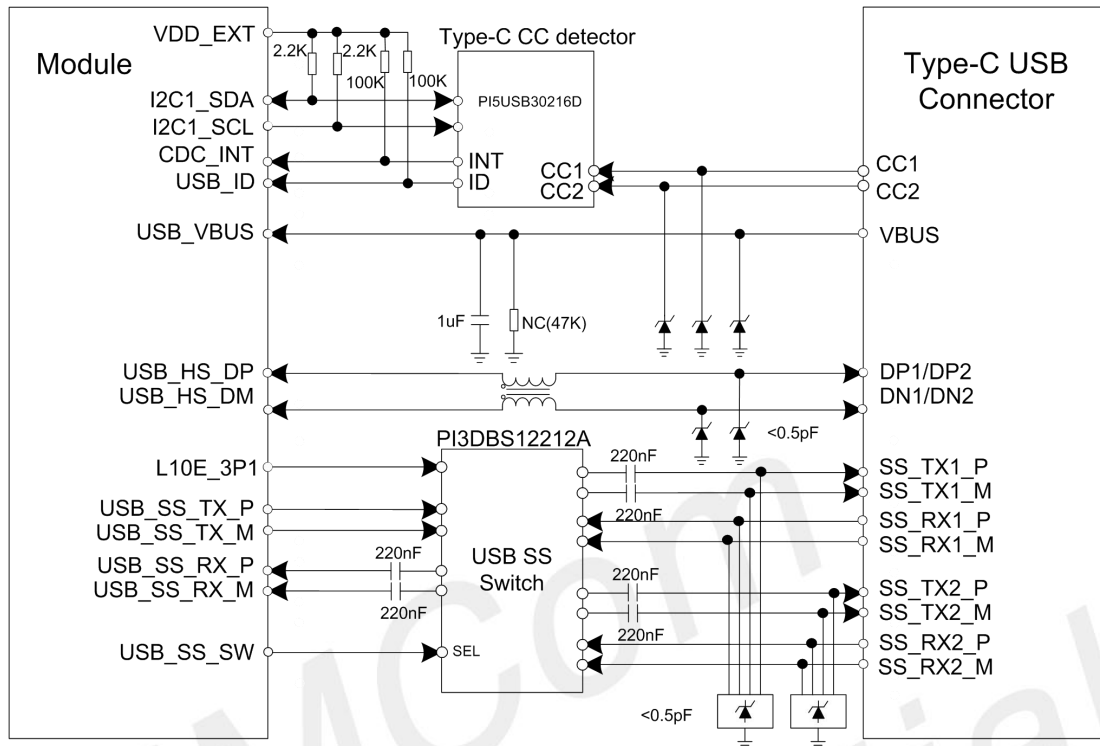 VDD_EXT
Type-C CC detector
Module
2.2K
2.2K
100K
100K
PI5USB30216D
Type-C USB
Connector
I2C1_SDA
I2C1_SCL
CDC_INT
INT
CC1
CC1
USB_ID
ID
CC2
CC2
USB_VBUS
VBUS
1uF
NC(47K)
USB_HS_DP
DP1/DP2
USB_HS_DM
DN1/DN2
<0.5pF
PI3DBS12212A
L10E_3P1
220nF
SS_TX1_P
SS_TX1_M
USB_SS_TX_P
220nF
SS_RX1_P
USB_SS_TX_M
SS_RX1_M
USB_SS_RX_P
220nF
USB SS
Switch
220nF
USB_SS_RX_M
220nF
SS_TX2_P
SS_TX2_M
220nF
SS_RX2_P
USB_SS_SW
SEL
SS_RX2_M
<0.5pF